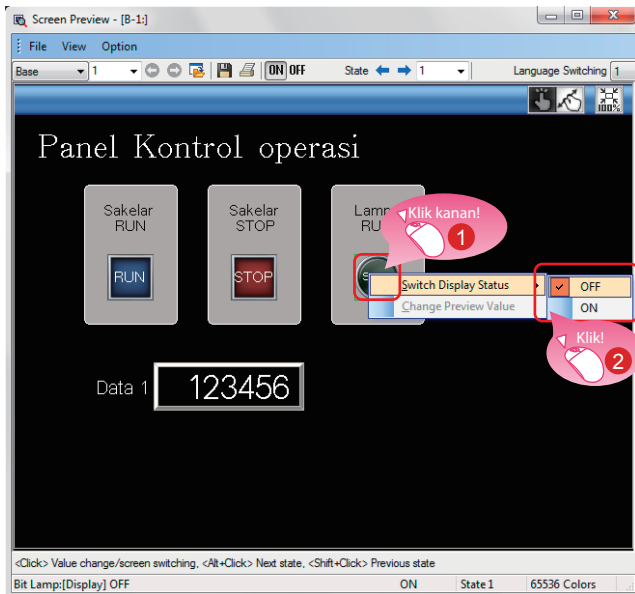 Screen Preview - [B-1:]
File View Option
Base 1 ON OFF State 1 Language Switching 1
100%
Panel Kontrol operasi
Sakelar
RUN
Sakelar
STOP
RUN
STOP
Klik kanan!
1
Switch Display Status
Change Preview Value
OFF
ON
Klik!
2
Data 1 123456
<Click> Value change/screen switching, <Alt+Click> Next state, <Shift+Click> Previous state
Bit Lamp:[Display] OFF ON State 1 65536 Colors